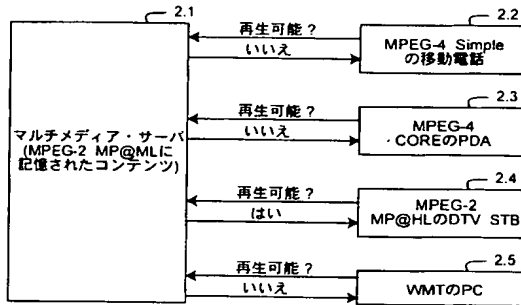 2.1
マルチメディア・サーバ
(MPEG-2 MP@MLに
記憶されたコンテンツ)
再生可能？
いいえ
2.2
MPEG-4 Simple
の移動電話
再生可能？
いいえ
2.3
MPEG-4
COREのPDA
再生可能？
はい
2.4
MPEG-2
MP@HLのDTV STB
再生可能？
いいえ
2.5
WMTのPC